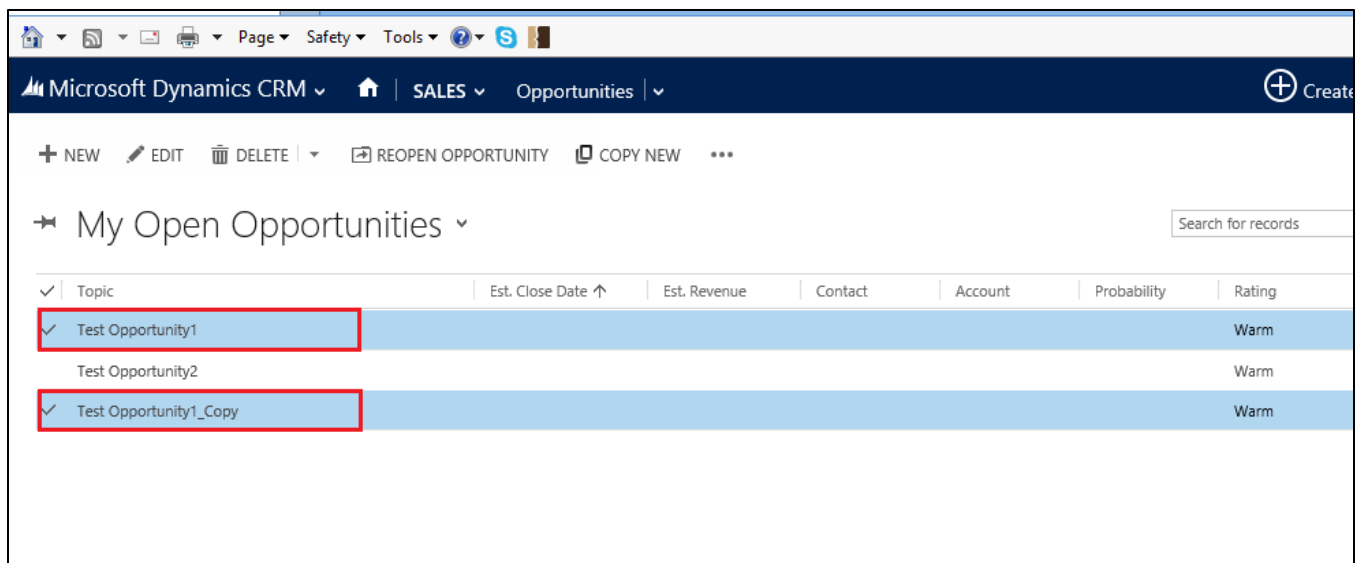 Page Safety Tools
Microsoft Dynamics CRM SALES Opportunities Create
NEW EDIT DELETE REOPEN OPPORTUNITY COPY NEW •••
My Open Opportunities
Search for records
Topic Est. Close Date ↑ Est. Revenue Contact Account Probability Rating
Test Opportunity1 Warm
Test Opportunity2 Warm
Test Opportunity1_Copy Warm